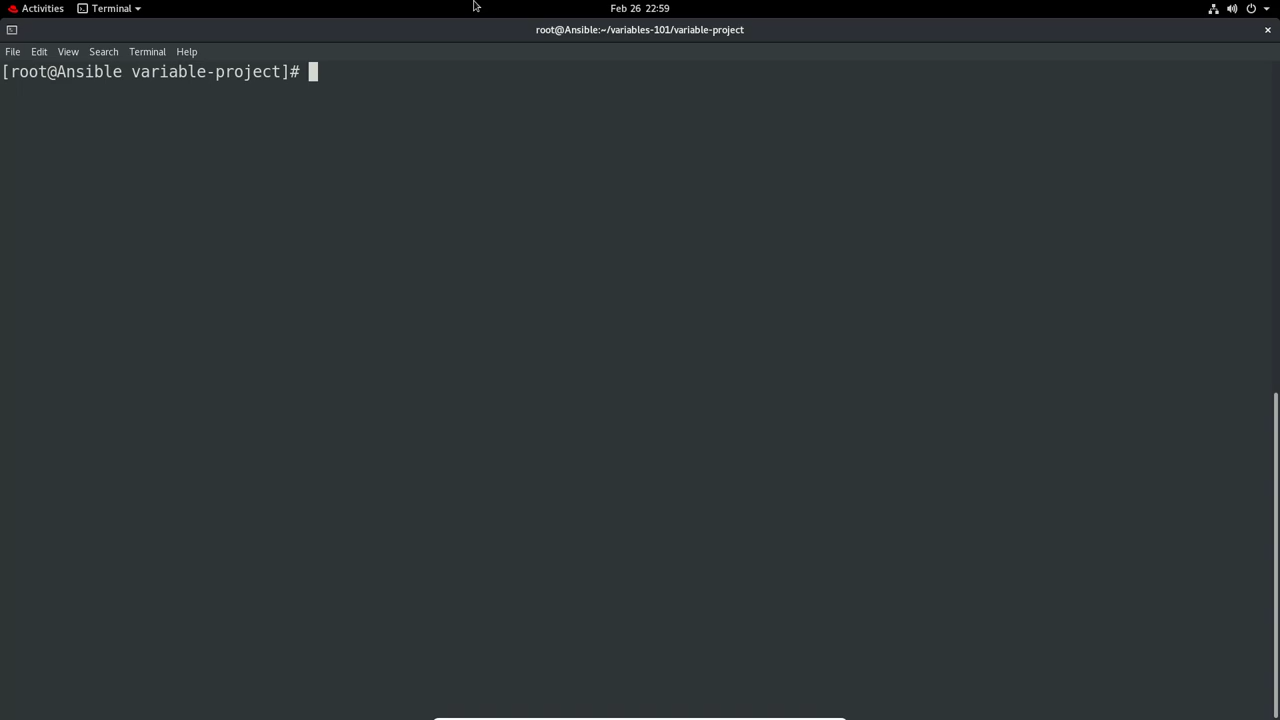 Activities Terminal Feb 26 22:59
root@Ansible:~/variables-101/variable-project ×
File Edit View Search Terminal Help
[root@Ansible variable-project]#